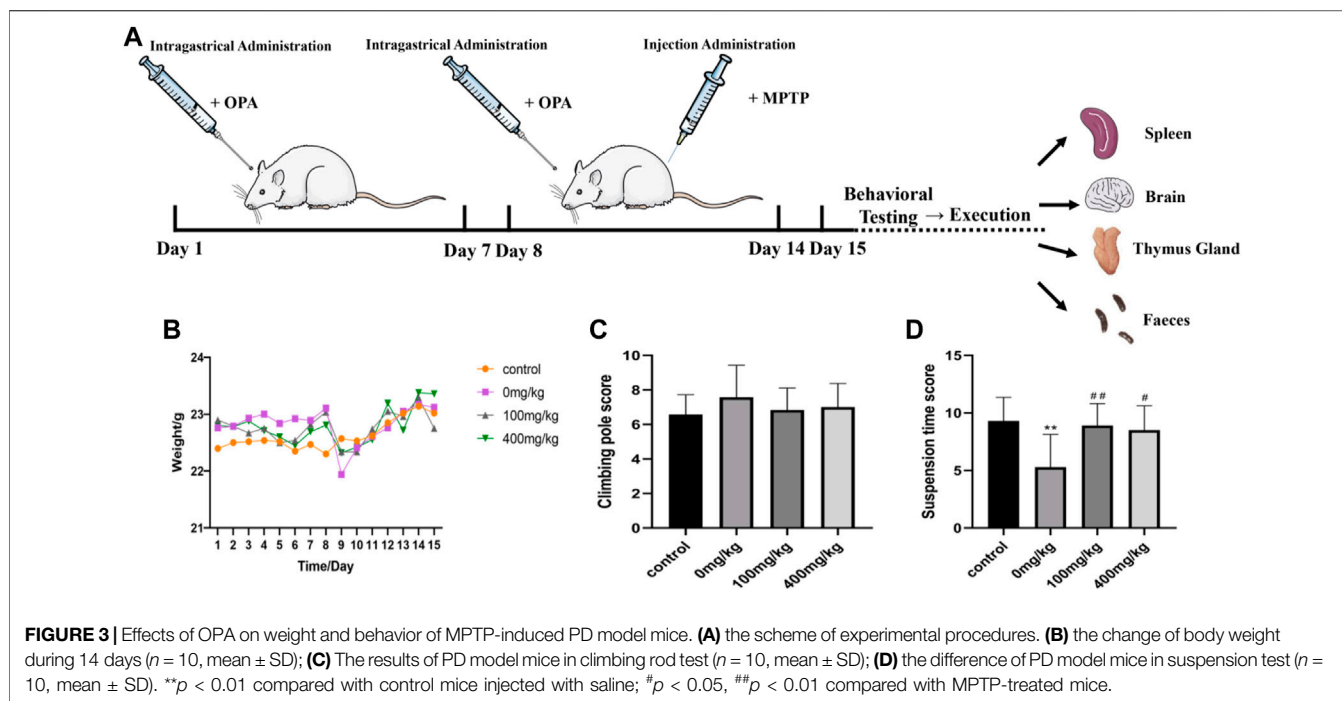 A
Intragastrical Administration
Intragastrical Administration
Injection Administration
+ OPA
+ OPA
+ MPTP
Spleen
Brain
Thymus Gland
Faeces
Behavioral
Testing → Execution
Day 1
Day 7
Day 8
Day 14
Day 15
B
Weight/g
24
23
22
21
1 2 3 4 5 6 7 8 9 10 11 12 13 14 15
Time/Day
control
0mg/kg
100mg/kg
400mg/kg
C
Climbing pole score
10
8
6
4
2
0
control
0mg/kg
100mg/kg
400mg/kg
D
Suspension time score
15
10
5
0
**
##
#
control
0mg/kg
100mg/kg
400mg/kg
FIGURE 3 | Effects of OPA on weight and behavior of MPTP-induced PD model mice. (A) the scheme of experimental procedures. (B) the change of body weight
during 14 days (n = 10, mean ± SD); (C) The results of PD model mice in climbing rod test (n = 10, mean ± SD); (D) the difference of PD model mice in suspension test (n =
10, mean ± SD). **p < 0.01 compared with control mice injected with saline; #p < 0.05, ##p < 0.01 compared with MPTP-treated mice.